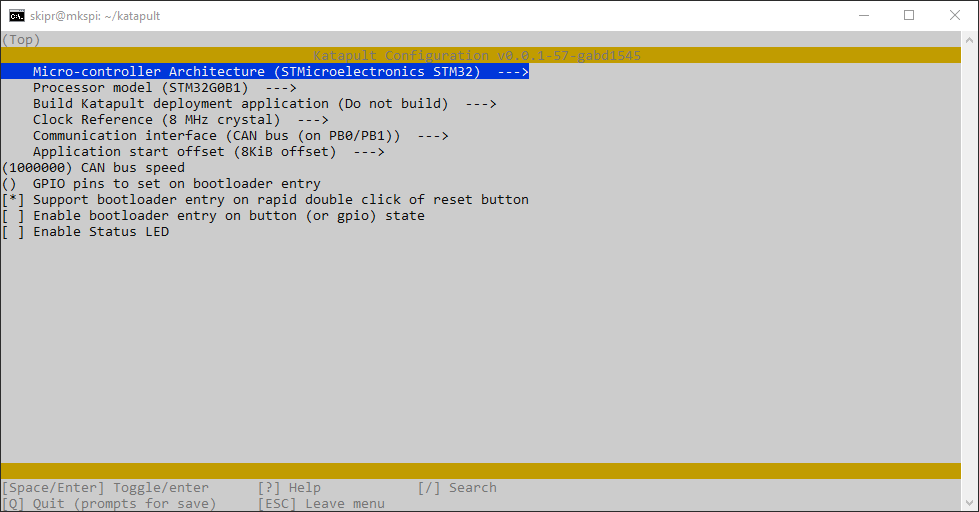 skipr@mkspi: ~/katapult
(Top)
Katapult Configuration v0.0.1-57-gabd1545
Micro-controller Architecture (STMicroelectronics STM32)  --->
Processor model (STM32G0B1)  --->
Build Katapult deployment application (Do not build)  --->
Clock Reference (8 MHz crystal)  --->
Communication interface (CAN bus (on PB0/PB1))  --->
Application start offset (8KiB offset)  --->
(1000000) CAN bus speed
()  GPIO pins to set on bootloader entry
[*] Support bootloader entry on rapid double click of reset button
[ ] Enable bootloader entry on button (or gpio) state
[ ] Enable Status LED
[Space/Enter] Toggle/enter      [?] Help            [/] Search
[Q] Quit (prompts for save)     [ESC] Leave menu